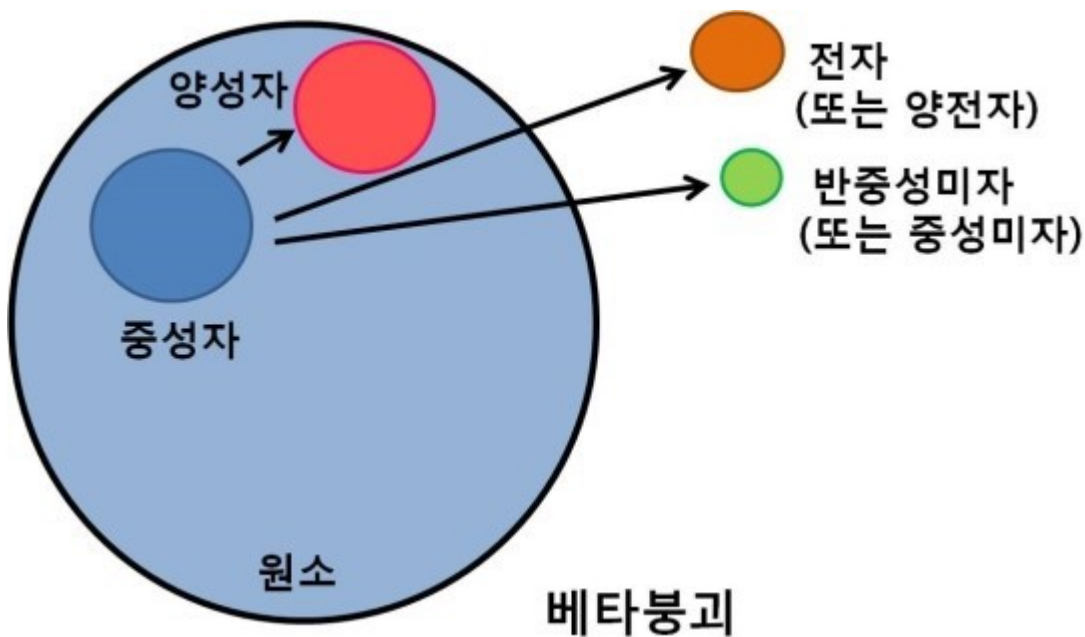 전자
(또는 양전자)
양성자
반중성미자
(또는 중성미자)
중성자
원소
베타붕괴